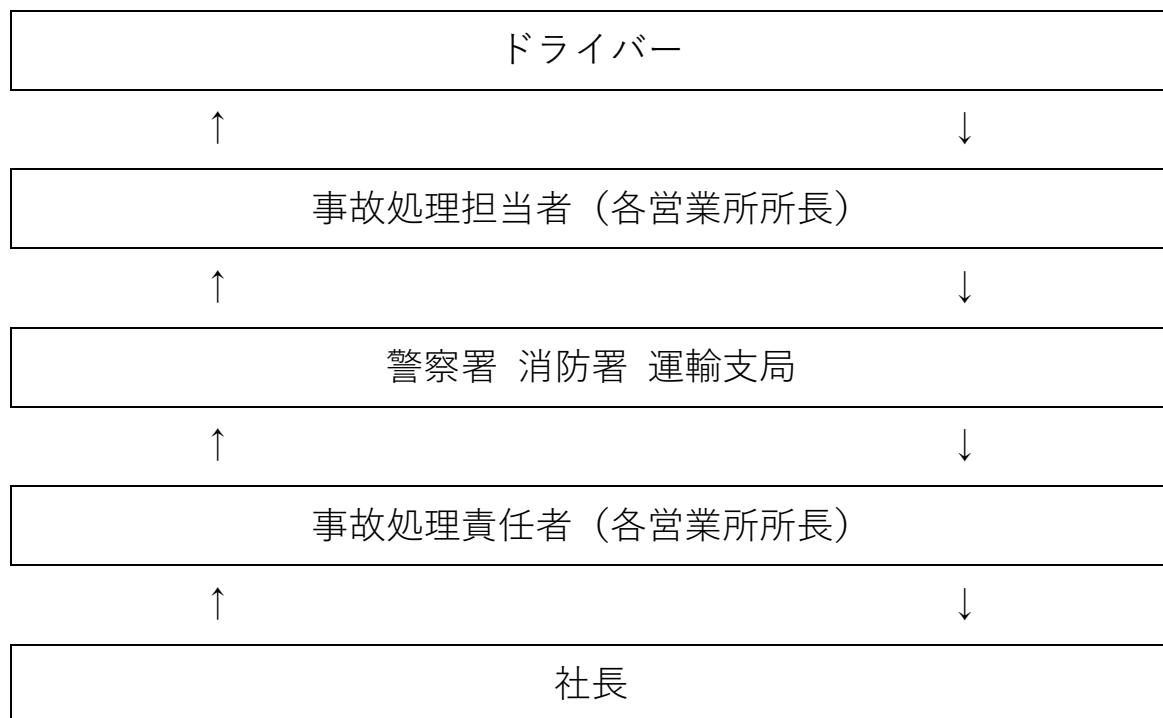 ドライバー
↑ ↓
事故処理担当者（各営業所所長）
↑ ↓
警察署 消防署 運輸支局
↑ ↓
事故処理責任者（各営業所所長）
↑ ↓
社長